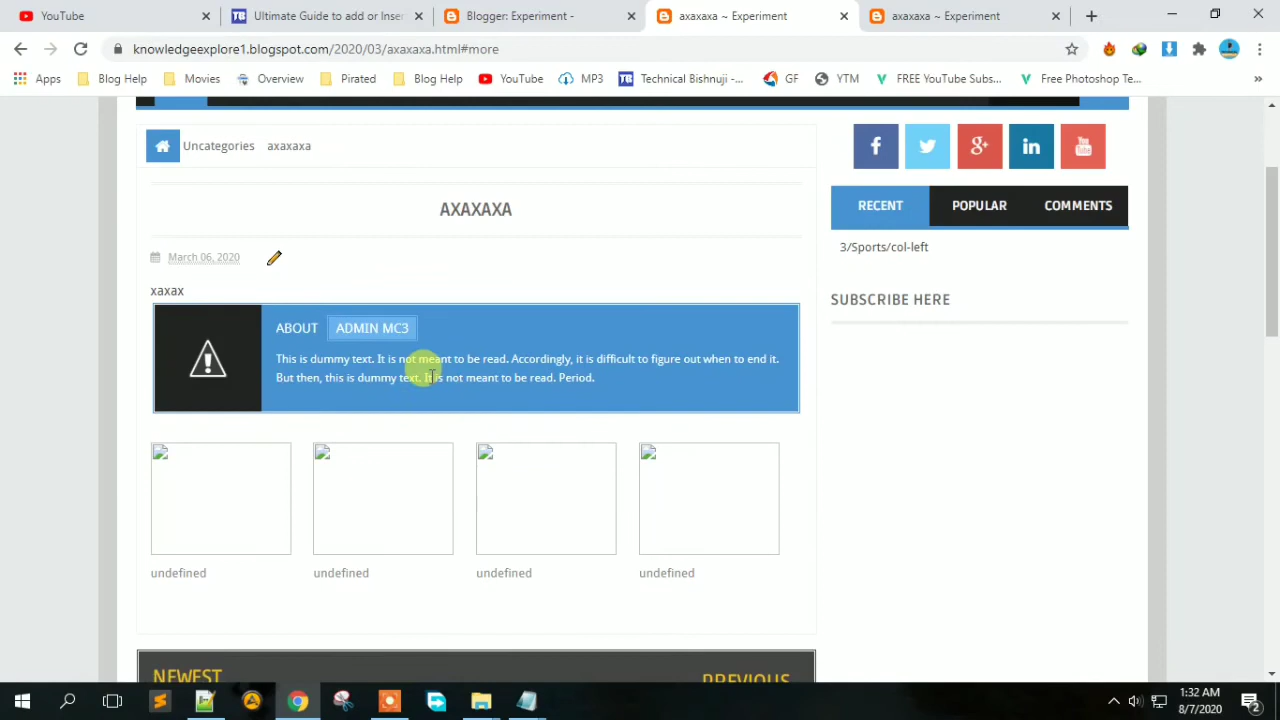 YouTube
Ultimate Guide to add or Inst
Blogger: Experiment -
axaxaxa ~ Experiment
axaxaxa ~ Experiment
knowledgeexplore1.blogspot.com/2020/03/axaxaxa.html#more
Apps
Blog Help
Movies
Overview
Pirated
Blog Help
YouTube
MP3
Technical Bishnuji -...
GF
YTM
FREE YouTube Subs...
Free Photoshop Te...
Uncategories axaxaxa
AXAXAXA
March 06, 2020
xaxax
ABOUT ADMIN MC3
This is dummy text. It is not meant to be read. Accordingly, it is difficult to figure out when to end it.
But then, this is dummy text. It is not meant to be read. Period.
undefined
undefined
undefined
undefined
NEWEST
PREVIOUS
You Tube
RECENT
POPULAR
COMMENTS
3/Sports/col-left
SUBSCRIBE HERE
1:32 AM
8/7/2020
2